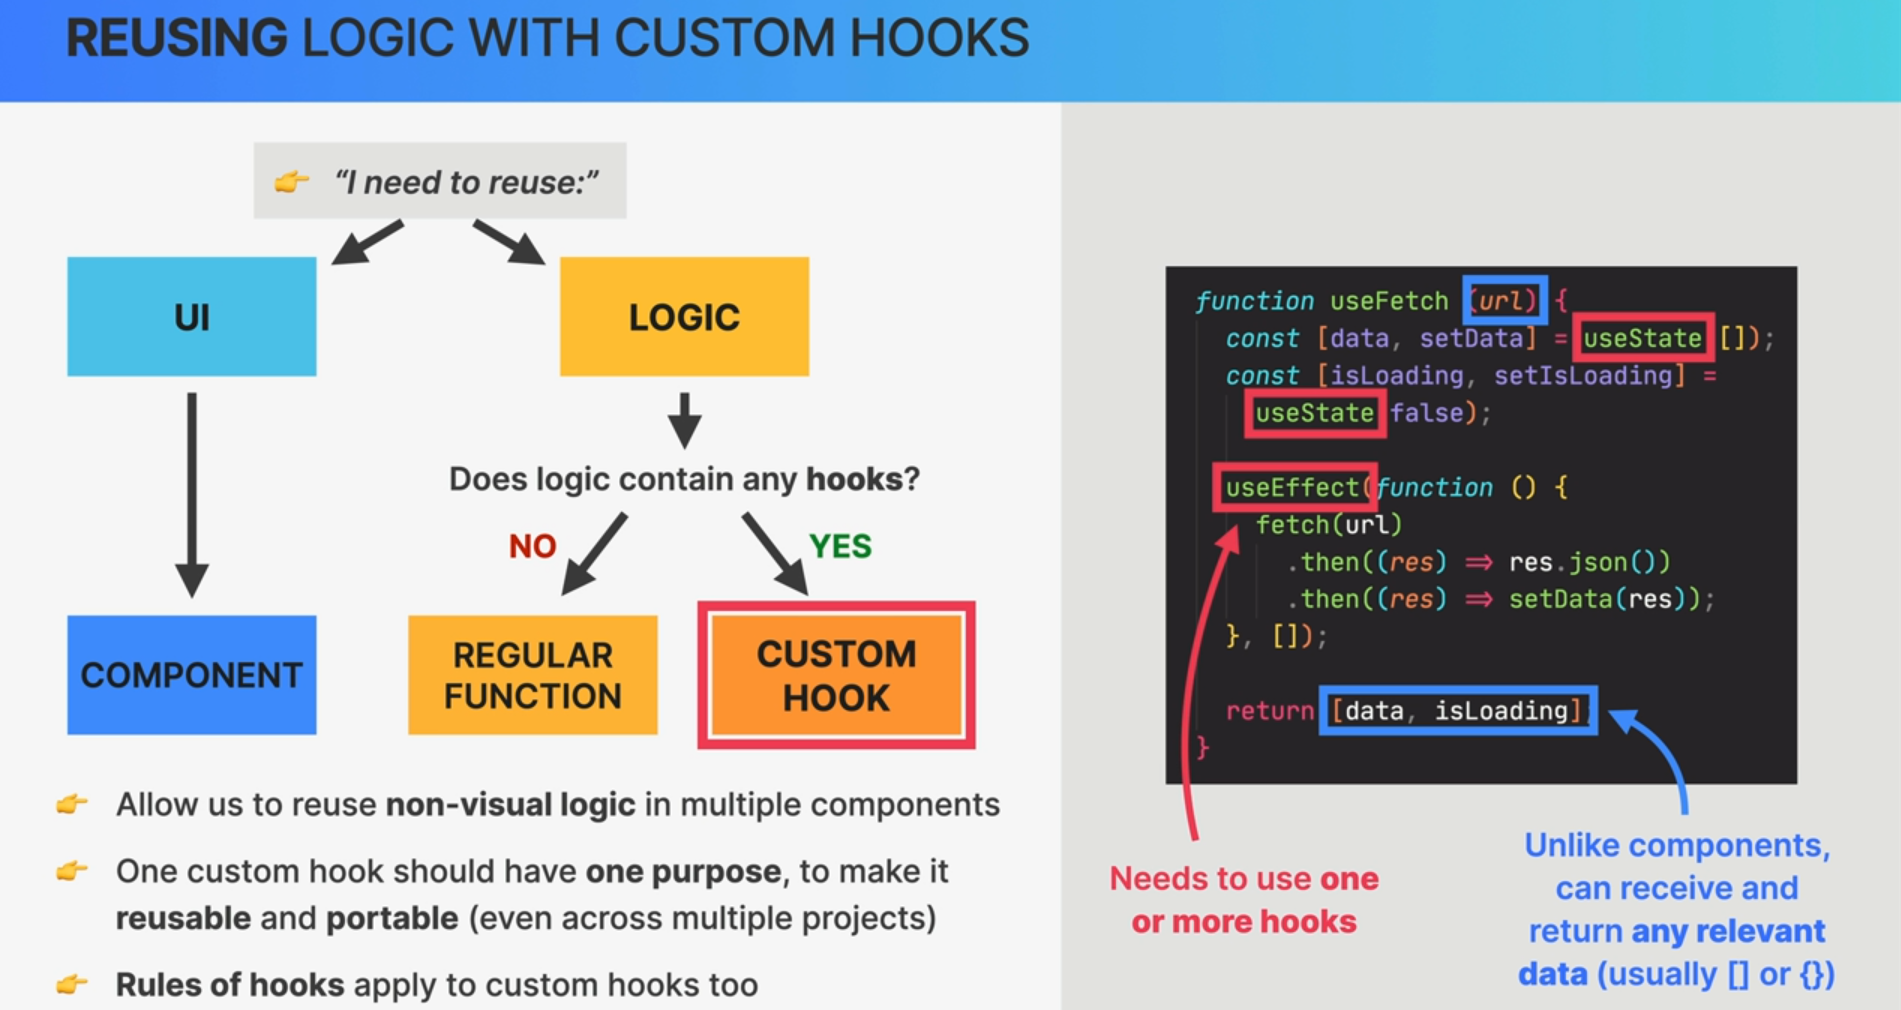 REUSING LOGIC WITH CUSTOM HOOKS
“I need to reuse:”
UI
LOGIC
Does logic contain any hooks?
NO
YES
COMPONENT
REGULAR
FUNCTION
CUSTOM
HOOK
Allow us to reuse non-visual logic in multiple components
One custom hook should have one purpose, to make it
reusable and portable (even across multiple projects)
Rules of hooks apply to custom hooks too
function useFetch (url) {
const [data, setData] = useState []);
const [isLoading, setIsLoading] =
useState false);
useEffect(function () {
fetch(url)
.then((res) ⇒ res.json())
.then((res) ⇒ setData(res));
}, []);
return [data, isLoading];
}
Needs to use one
or more hooks
Unlike components,
can receive and
return any relevant
data (usually [] or {})